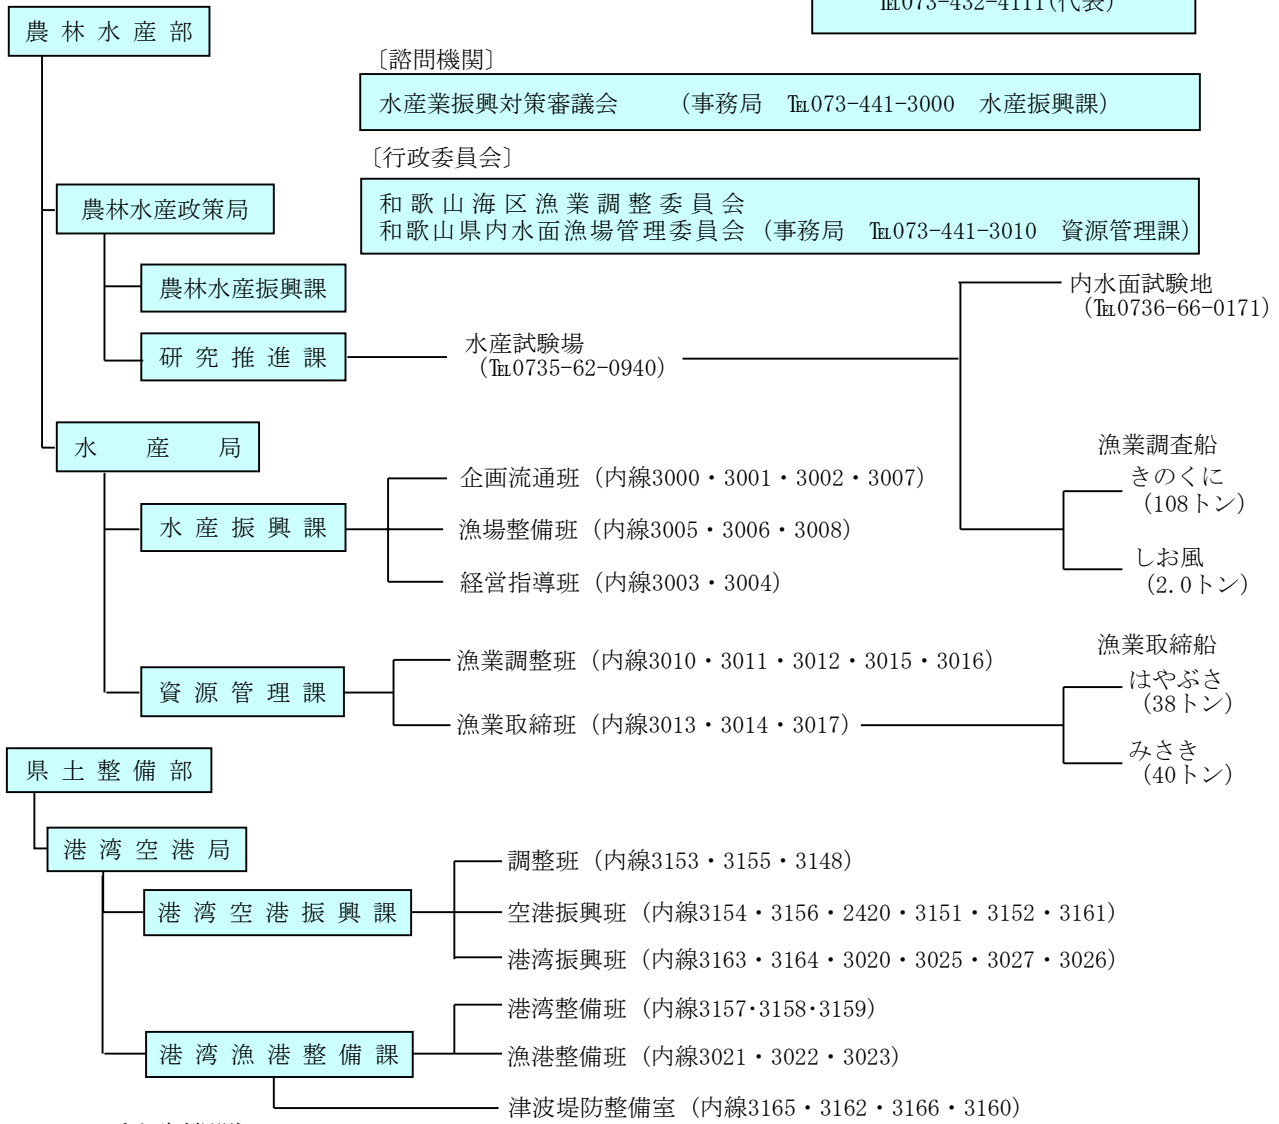 ℡073-432-4111(代表)
農林水産部
〔諮問機関〕
水産業振興対策審議会　（事務局　℡073-441-3000　水産振興課）
〔行政委員会〕
和歌山海区漁業調整委員会
和歌山県内水面漁場管理委員会（事務局　℡073-441-3010　資源管理課）
農林水産政策局
農林水産振興課
研究推進課
水産試験場
（℡0735-62-0940）
内水面試験地
（℡0736-66-0171）
漁業調査船
きのくに
（108トン）
しお風
（2.0トン）
水産局
水産振興課
企画流通班（内線3000・3001・3002・3007）
漁場整備班（内線3005・3006・3008）
経営指導班（内線3003・3004）
資源管理課
漁業調整班（内線3010・3011・3012・3015・3016）
漁業取締班（内線3013・3014・3017）
漁業取締船
はやぶさ
（38トン）
みさき
（40トン）
県土整備部
港湾空港局
港湾空港振興課
調整班（内線3153・3155・3148）
空港振興班（内線3154・3156・2420・3151・3152・3161）
港湾振興班（内線3163・3164・3020・3025・3027・3026）
港湾漁港整備課
港湾整備班（内線3157･3158･3159）
漁港整備班（内線3021・3022・3023）
津波堤防整備室（内線3165・3162・3166・3160）